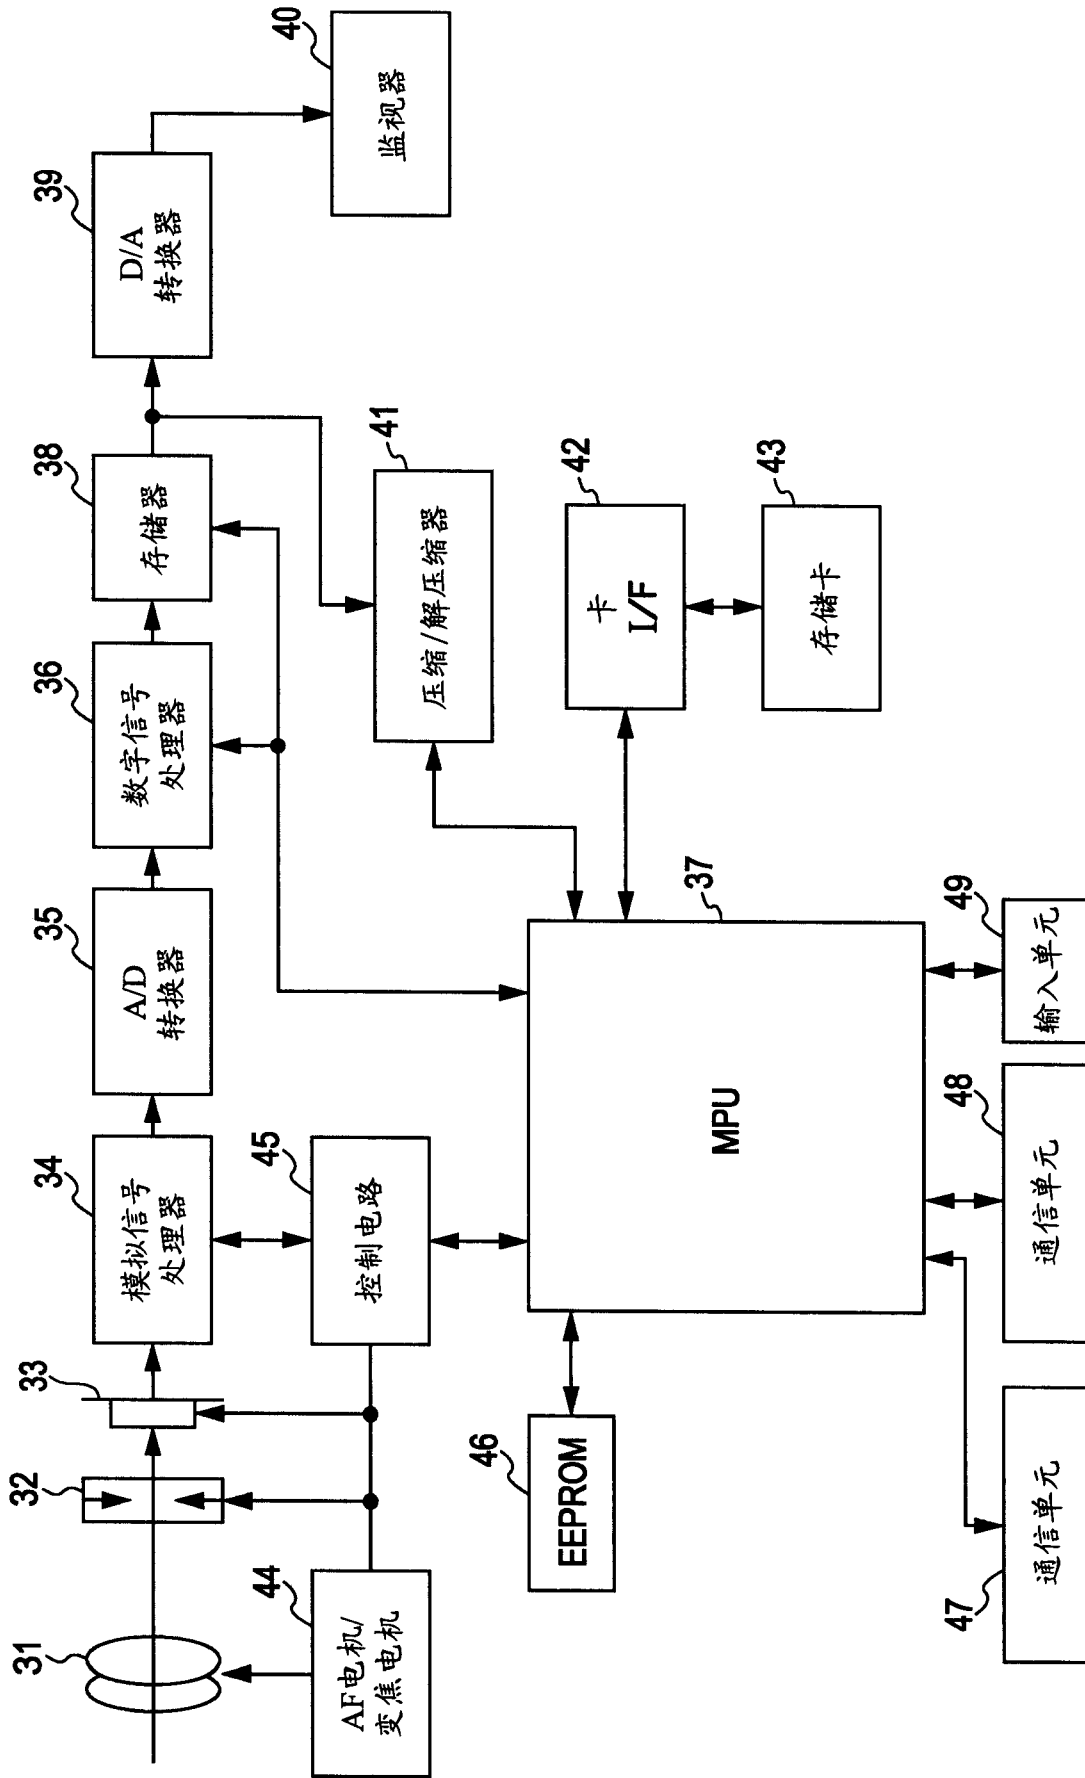 31
32
33
34
模拟信号
处理器
35
A/D
转换器
36
数字信号
处理器
38
存储器
39
D/A
转换器
40
监视器
44
AF电机/
变焦电机
45
控制电路
41
压缩/解压缩器
46
EEPROM
37
MPU
42
卡
I/F
43
存储卡
47
通信单元
48
通信单元
49
输入单元